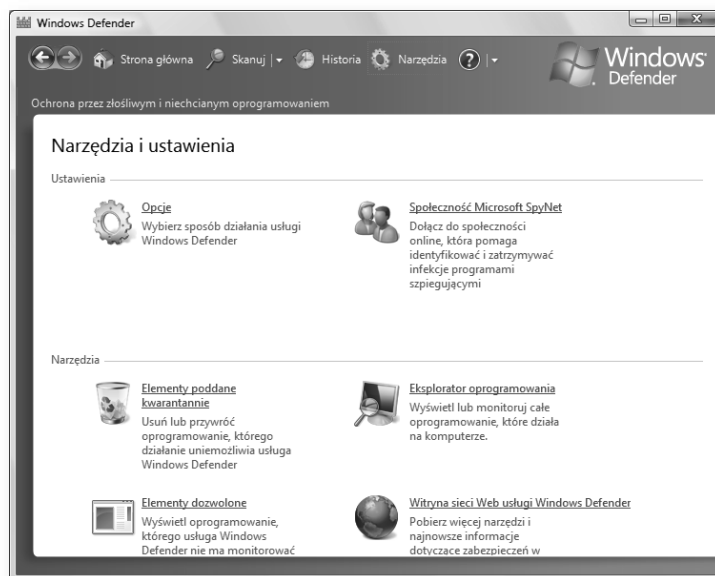 Windows Defender
Strona główna Skanuj Historia Narzędzia ?
Windows
Defender
Ochrona przez złośliwym i niechcianym oprogramowaniem
Narzędzia i ustawienia
Ustawienia
Opcje
Wybierz sposób działania usługi
Windows Defender
Społeczność Microsoft SpyNet
Dołącz do społeczności
online, która pomaga
identyfikować i zatrzymywać
infekcje programami
szpiegującymi
Narzędzia
Elementy poddane
kwarantannie
Usuń lub przywróć
oprogramowanie, którego
działanie uniemożliwia usługa
Windows Defender
Eksplorator oprogramowania
Wyświetl lub monitoruj całe
oprogramowanie, które działa
na komputerze.
Elementy dozwolone
Wyświetl oprogramowanie,
którego usługa Windows
Defender nie ma monitorować
Witryna sieci Web usługi Windows Defender
Pobierz więcej narzędzi i
najnowsze informacje
dotyczące zabezpieczeń w